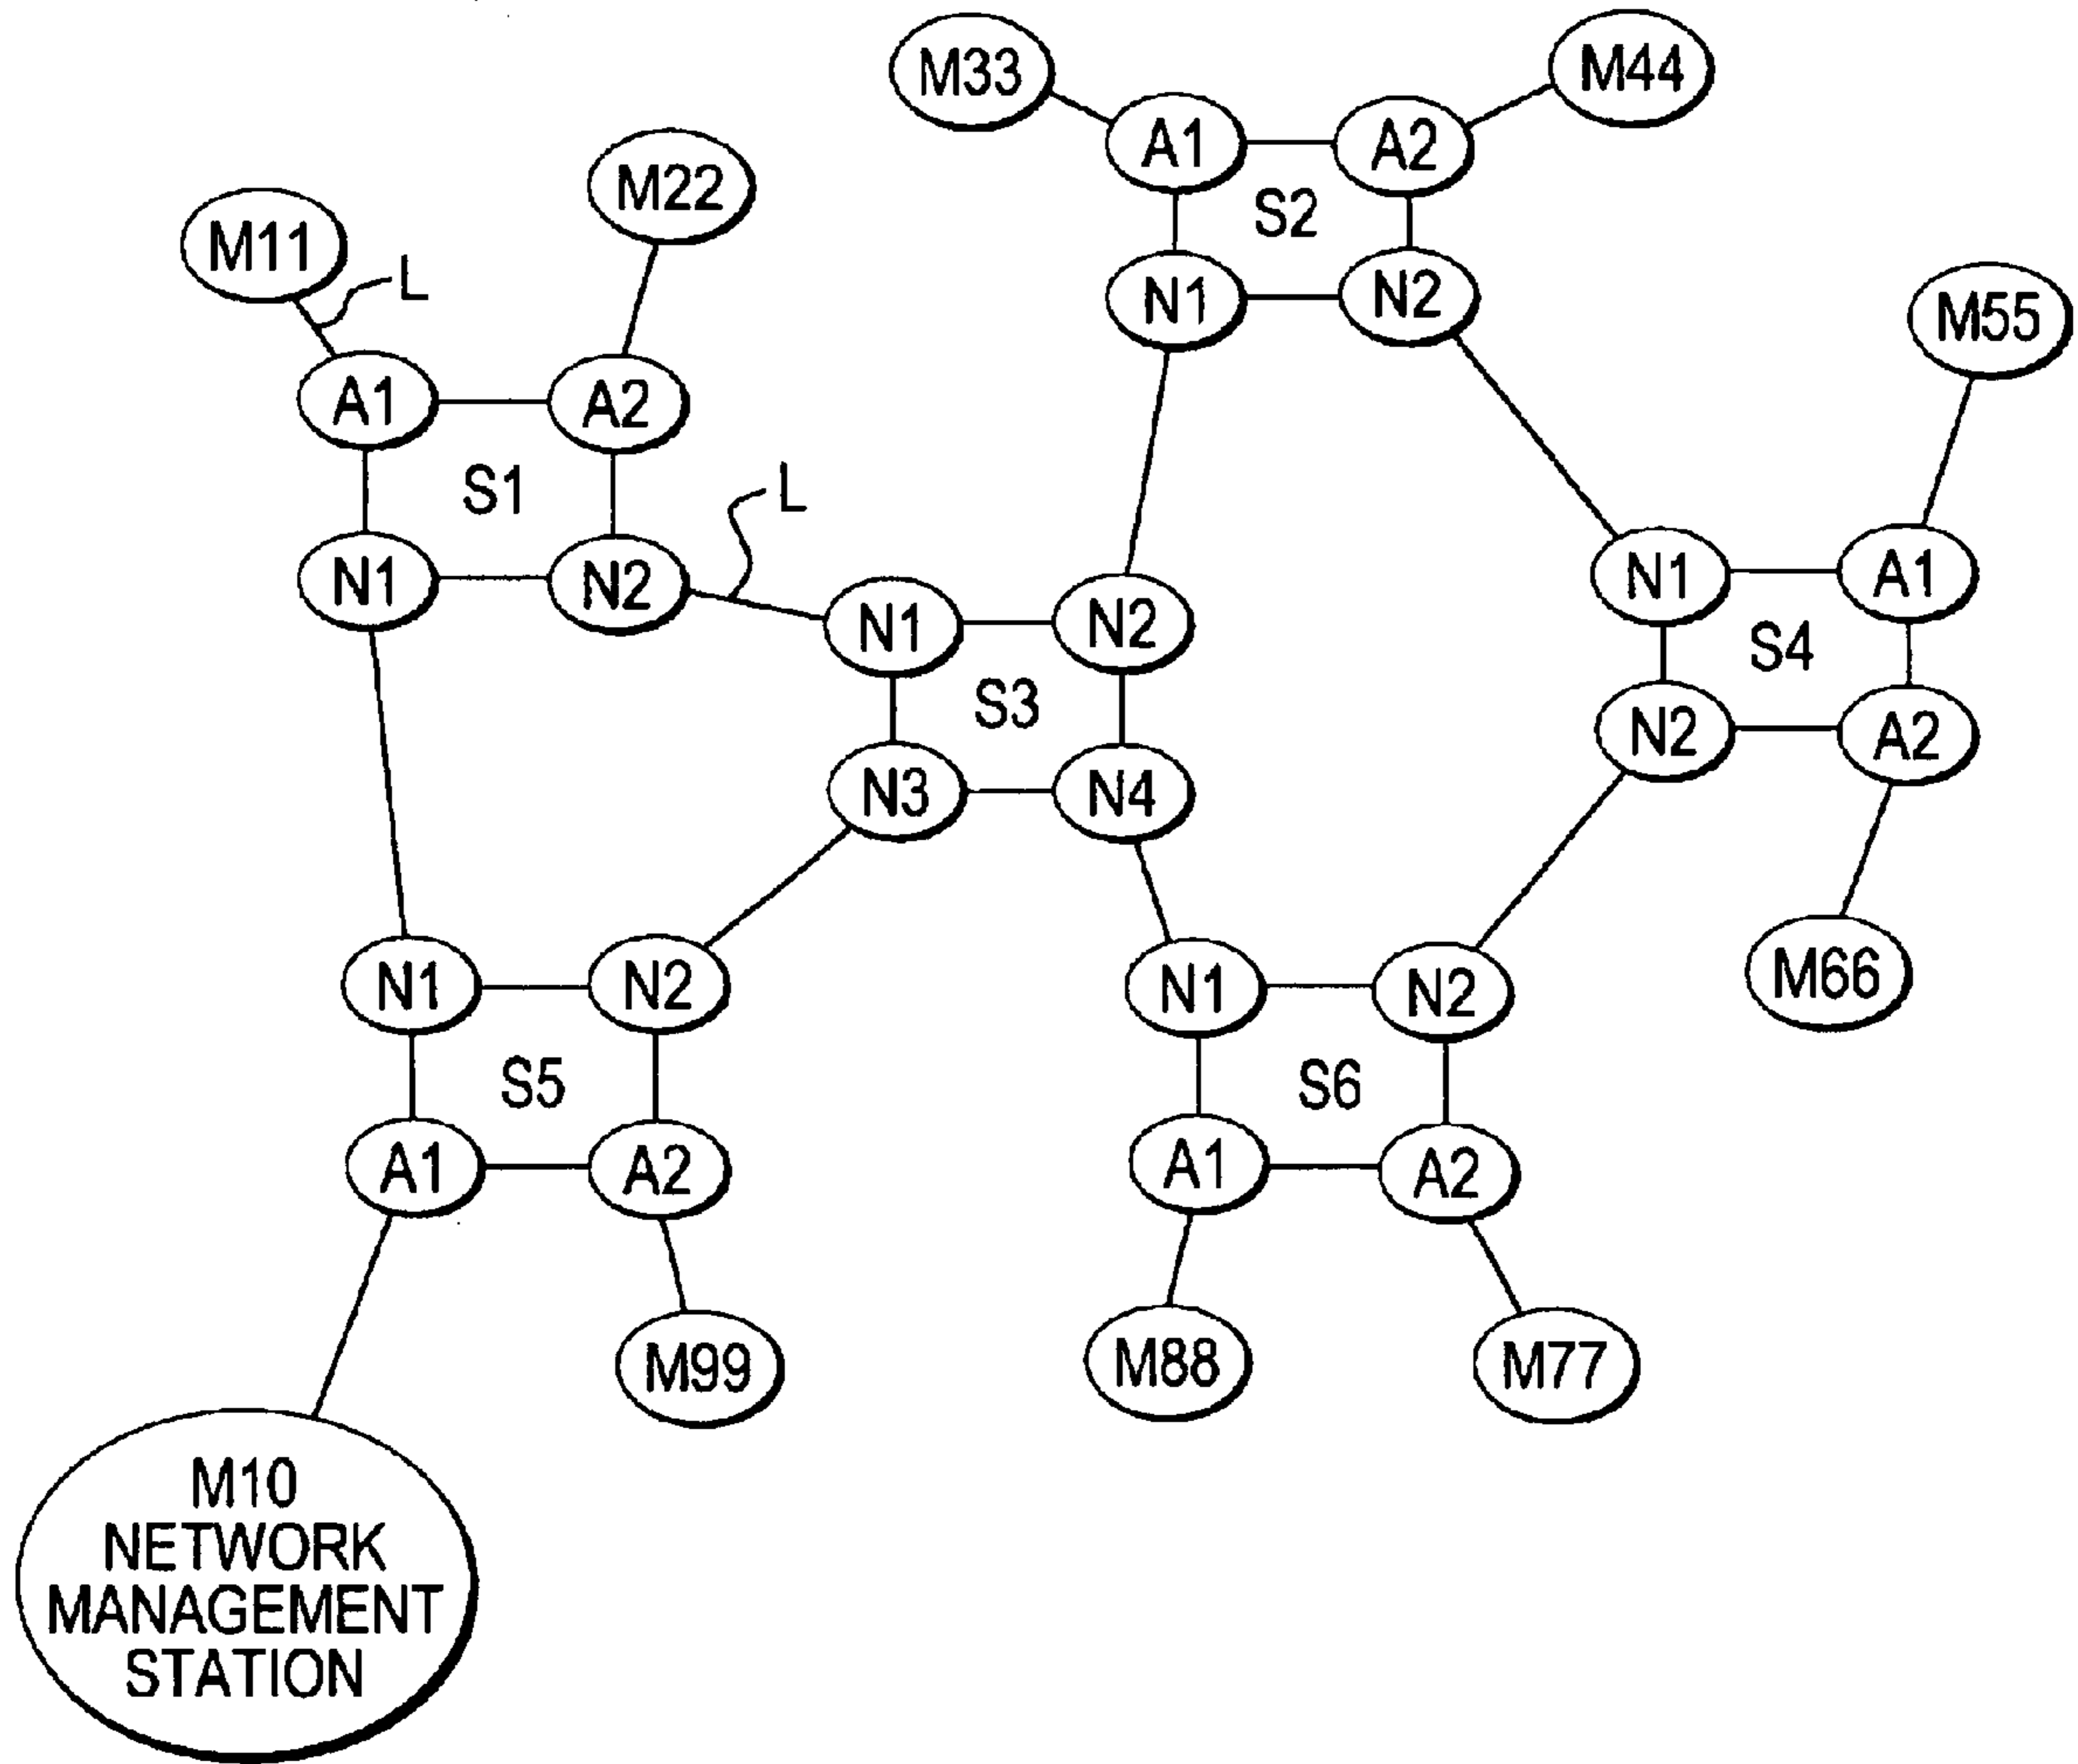 M33
M44
A1
A2
M22
S2
M11
L
N1
N2
M55
A1
A2
S1
L
N1
N2
N1
N2
N1
A1
S4
S3
N3
N4
N2
A2
N1
N2
N1
N2
M66
S5
S6
A1
A2
A1
A2
M99
M88
M77
M10
NETWORK
MANAGEMENT
STATION